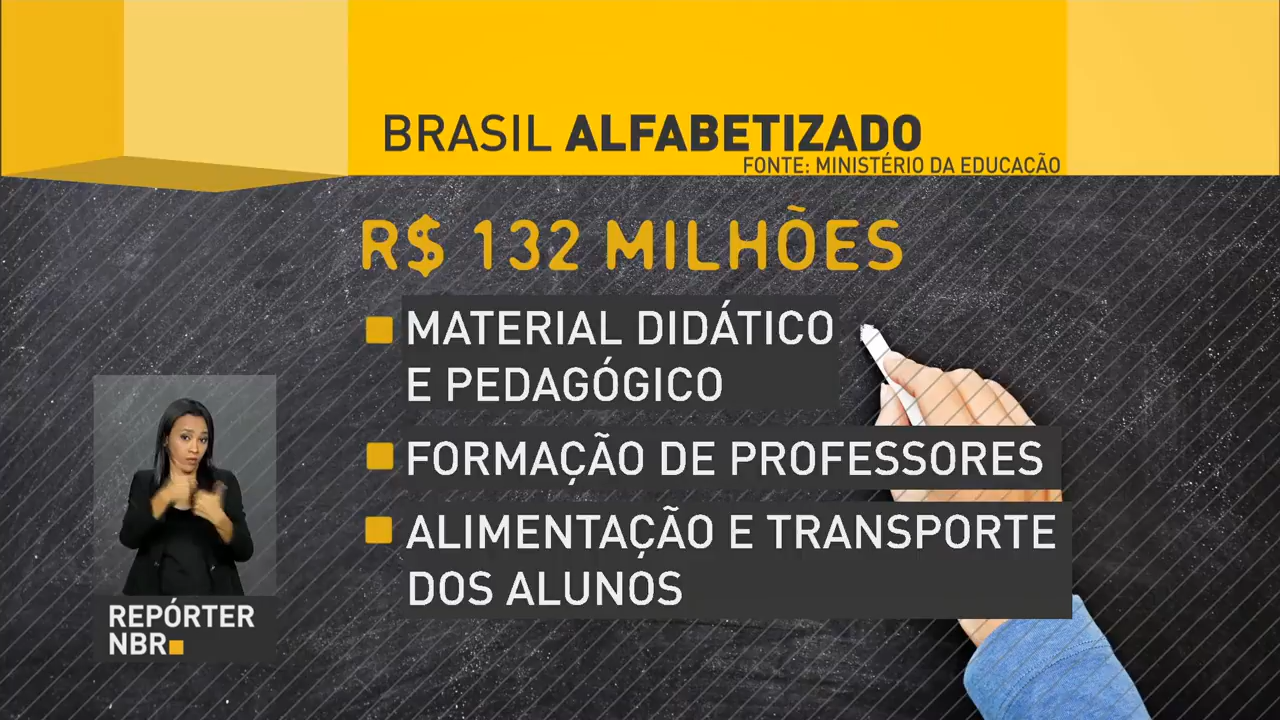 BRASIL ALFABETIZADO
FONTE: MINISTÉRIO DA EDUCACÃO
R$ 132 MILHÕES
MATERIAL DIDÁTICO
E PEDAGÓGICO
FORMAÇÃO DE PROFESSORES
ALIMENTAÇÃO E TRANSPORTE
DOS ALUNOS
REPÓRTER
NBR